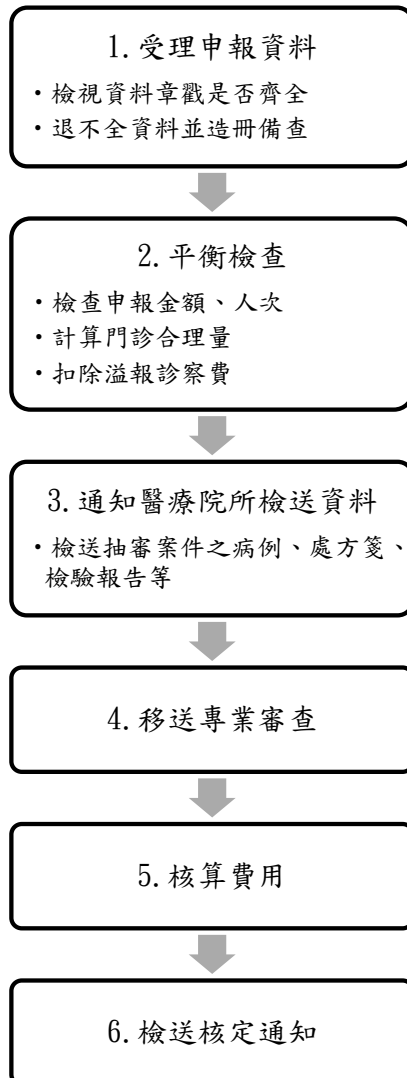 1.受理申報資料
・檢視資料章戳是否齊全
・退不全資料並造冊備查
2.平衡檢查
・檢查申報金額、人次
・計算門診合理量
・扣除溢報診察費
3.通知醫療院所檢送資料
・檢送抽審案件之病例、處方箋、
檢驗報告等
4.移送專業審查
5.核算費用
6.檢送核定通知